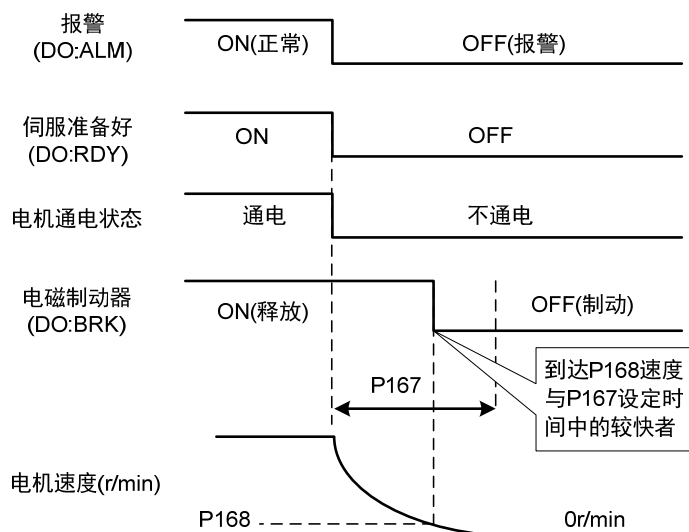 报警
(DO:ALM)
ON(正常)
OFF(报警)
伺服准备好
(DO:RDY)
ON
OFF
电机通电状态
通电
不通电
电磁制动器
(DO:BRK)
ON(释放)
OFF(制动)
P167
到达P168速度
与P167设定时
间中的较快者
电机速度(r/min)
P168
0r/min